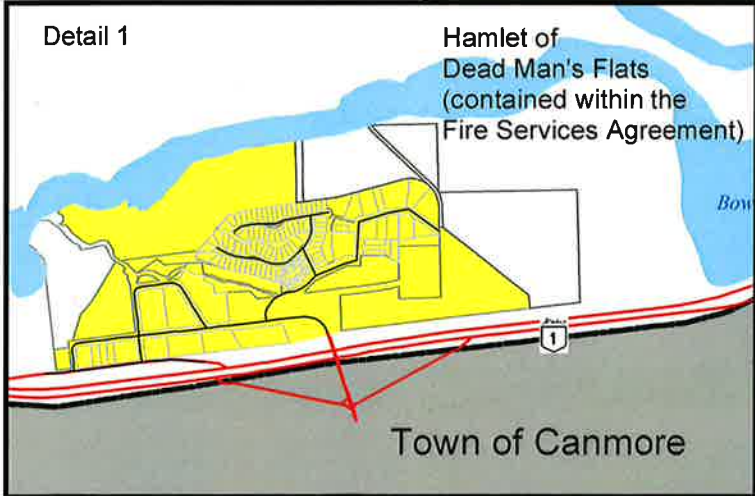 Detail 1
Hamlet of
Dead Man's Flats
(contained within the
Fire Services Agreement)
Bow
1
Town of Canmore